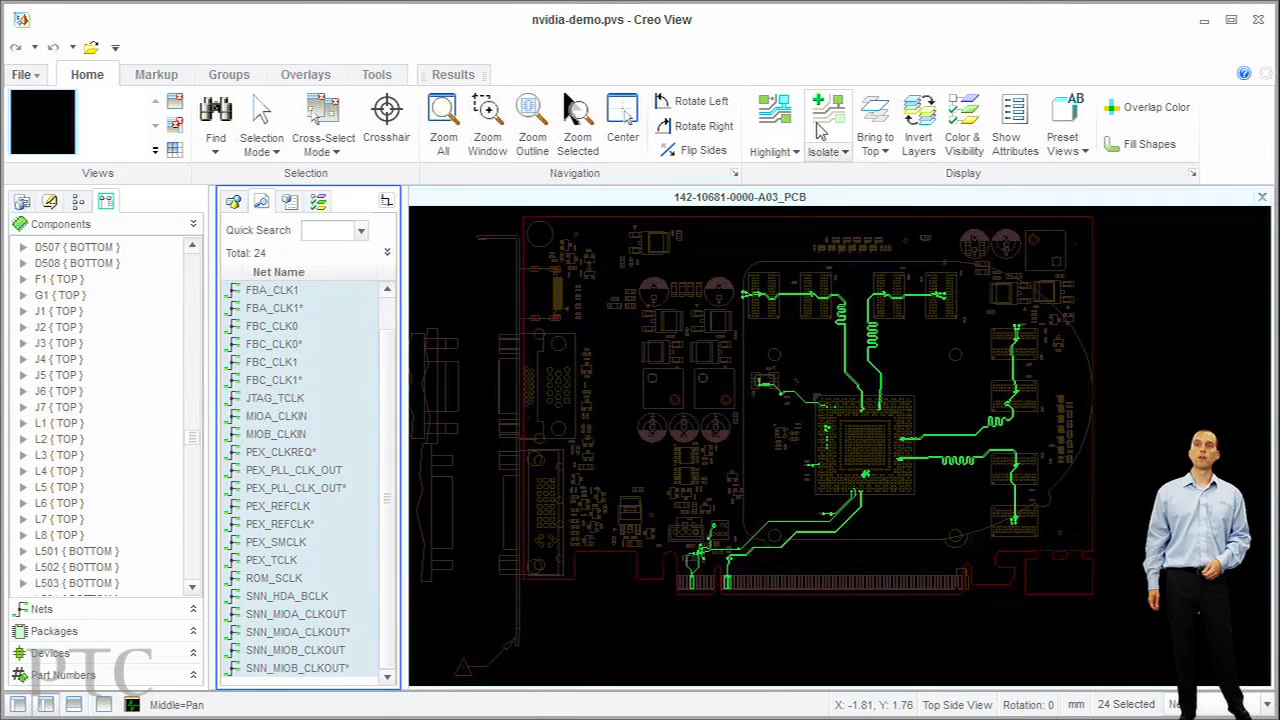 nvidia-demo.pvs - Creo View
File
Home
Markup
Groups
Overlays
Tools
Results
Find
Selection Mode
Cross-Select Mode
Crosshair
Zoom All
Zoom Window
Zoom Outline
Zoom Selected
Center
Rotate Left
Rotate Right
Flip Sides
Highlight
Isolate
Bring to Top
Invert Layers
Color & Visibility
Show Attributes
AB
Preset Views
Overlap Color
Fill Shapes
Views
Selection
Navigation
Display
Components
D507 { BOTTOM }
D508 { BOTTOM }
F1 { TOP }
G1 { TOP }
J1 { TOP }
J2 { TOP }
J3 { TOP }
J4 { TOP }
J5 { TOP }
J6 { TOP }
J7 { TOP }
L1 { TOP }
L2 { TOP }
L3 { TOP }
L4 { TOP }
L5 { TOP }
L6 { TOP }
L7 { TOP }
L8 { TOP }
L501 { BOTTOM }
L502 { BOTTOM }
L503 { BOTTOM }
Nets
Packages
Devices
Part Numbers
PTC
Quick Search
Total: 24
Net Name
FBA_CLK1
FBA_CLK1*
FBC_CLK0
FBC_CLK0*
FBC_CLK1
FBC_CLK1*
JTAG_TCLK
MIOA_CLKIN
MIOB_CLKIN
PEX_CLKREQ*
PEX_PLL_CLK_OUT
PEX_PLL_CLK_OUT*
PEX_REFCLK
PEX_REFCLK*
PEX_SMCLK
PEX_TCLK
ROM_SCLK
SNN_HDA_BCLK
SNN_MIOA_CLKOUT
SNN_MIOA_CLKOUT*
SNN_MIOB_CLKOUT
SNN_MIOB_CLKOUT*
142-10681-0000-A03_PCB
Middle=Pan
X: -1.81, Y: 1.76
Top Side View
Rotation: 0
mm
24 Selected